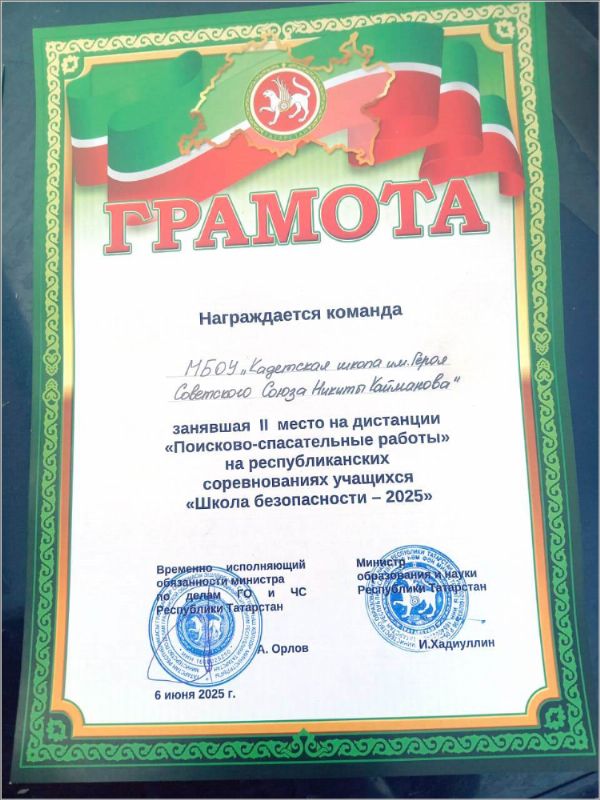 ТАТАРСТАН
ГРАМОТА
Награждается команда
МБОУ „Кадетская школа им. Героя
Советского Союза Никиты Кайманова"
занявшая II место на дистанции
«Поисково-спасательные работы»
на республиканских
соревнованиях учащихся
«Школа безопасности – 2025»
Временно исполняющий
обязанности министра
по делам ГО и ЧС
Республики Татарстан
А. Орлов
6 июня 2025 г.
Министр
образования и науки
Республики Татарстан
И.Хадиуллин